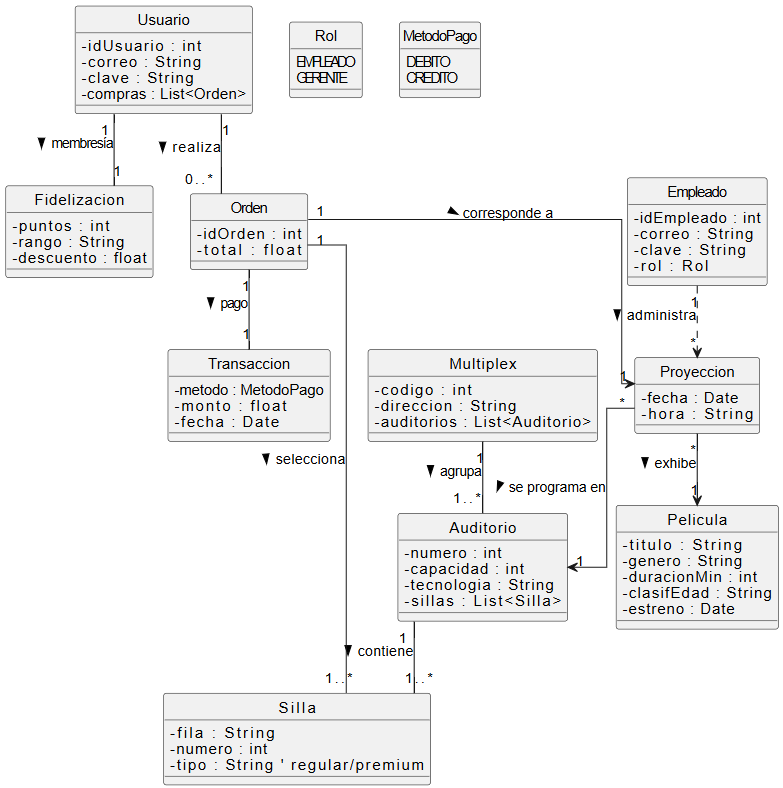 Usuario
-idUsuario : int
-correo : String
-clave : String
-compras : List<Orden>
Rol
EMPLEADO
GERENTE
MetodoPago
DEBITO
CREDITO
1
membresía
1
1
realiza
0..*
Fidelizacion
-puntos : int
-rango : String
-descuento : float
Orden
-idOrden : int
-total : float
1
corresponde a
1
1
Empleado
-idEmpleado : int
-correo : String
-clave : String
-rol : Rol
1
administra
*
1
pago
1
Transaccion
-metodo : MetodoPago
-monto : float
-fecha : Date
Multiplex
-codigo : int
-direccion : String
-auditorios : List<Auditorio>
Proyeccion
-fecha : Date
-hora : String
*
*
exhibe
1
selecciona
1
agrupa
1..*
se programa en
1
Auditorio
-numero : int
-capacidad : int
-tecnologia : String
-sillas : List<Silla>
Pelicula
-titulo : String
-genero : String
-duracionMin : int
-clasifEdad : String
-estreno : Date
1
contiene
1..*
1..*
Silla
-fila : String
-numero : int
-tipo : String ' regular/premium